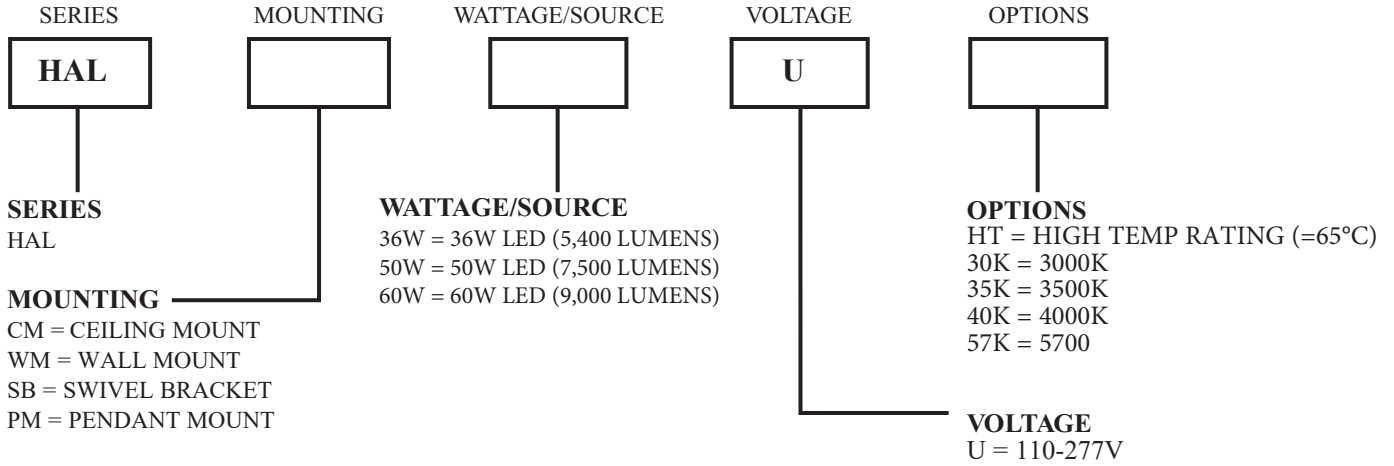 SERIES MOUNTING WATTAGE/SOURCE VOLTAGE OPTIONS
HAL U
SERIES
HAL
MOUNTING
CM = CEILING MOUNT
WM = WALL MOUNT
SB = SWIVEL BRACKET
PM = PENDANT MOUNT
WATTAGE/SOURCE
36W = 36W LED (5,400 LUMENS)
50W = 50W LED (7,500 LUMENS)
60W = 60W LED (9,000 LUMENS)
OPTIONS
HT = HIGH TEMP RATING (=65°C)
30K = 3000K
35K = 3500K
40K = 4000K
57K = 5700
VOLTAGE
U = 110-277V